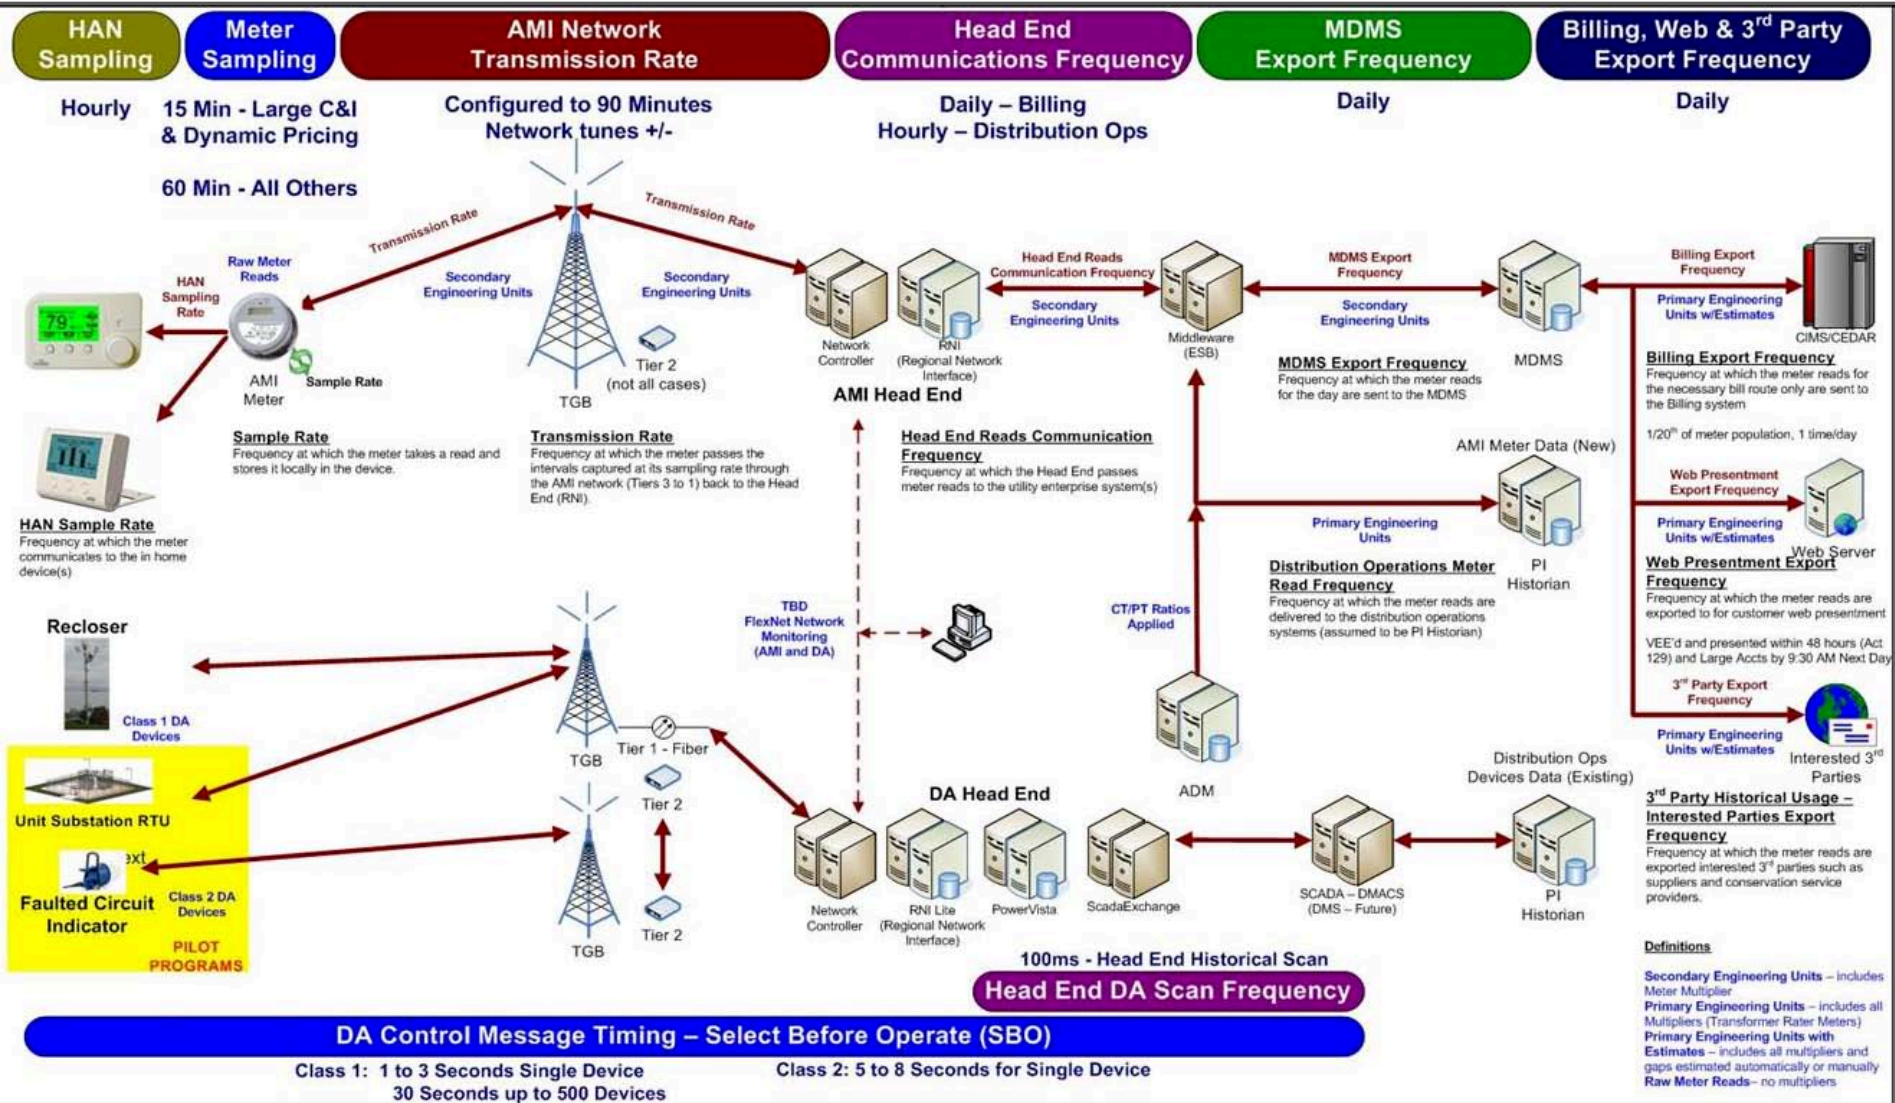 HAN
Sampling
Meter
Sampling
AMI Network
Transmission Rate
Head End
Communications Frequency
MDMS
Export Frequency
Billing, Web & 3rd Party
Export Frequency
Hourly
15 Min - Large C&I
& Dynamic Pricing
60 Min - All Others
Configured to 90 Minutes
Network tunes +/-
Daily – Billing
Hourly – Distribution Ops
Daily
Daily
Transmission Rate
Transmission Rate
HAN
Sampling
Rate
Raw Meter
Reads
79
Secondary
Engineering Units
Secondary
Engineering Units
AMI
Meter
Sample Rate
TGB
Tier 2
(not all cases)
Network
Controller
RNI
(Regional Network
Interface)
AMI Head End
Head End Reads
Communication Frequency
Secondary
Engineering Units
Middleware
(ESB)
MDMS Export
Frequency
Secondary
Engineering Units
MDMS
Billing Export
Frequency
Primary Engineering
Units w/Estimates
CIMS/CEDAR
HAN Sample Rate
Frequency at which the meter
communicates to the in home
device(s)
Sample Rate
Frequency at which the meter takes a read and
stores it locally in the device.
Transmission Rate
Frequency at which the meter passes the
intervals captured at its sampling rate through
the AMI network (Tiers 3 to 1) back to the Head
End (RNI).
Head End Reads Communication
Frequency
Frequency at which the Head End passes
meter reads to the utility enterprise system(s)
MDMS Export Frequency
Frequency at which the meter reads
for the day are sent to the MDMS
Billing Export Frequency
Frequency at which the meter reads for
the necessary bill route only are sent to
the Billing system
1/20th of meter population, 1 time/day
AMI Meter Data (New)
Primary Engineering
Units
PI
Historian
Distribution Operations Meter
Read Frequency
Frequency at which the meter reads are
delivered to the distribution operations
systems (assumed to be PI Historian)
Web Presentment
Export Frequency
Primary Engineering
Units w/Estimates
Web Server
Web Presentment Export
Frequency
Frequency at which the meter reads are
exported to for customer web presentment
VEE'd and presented within 48 hours (Act
129) and Large Accts by 9:30 AM Next Day
3rd Party Export
Frequency
Primary Engineering
Units w/Estimates
Interested 3rd
Parties
3rd Party Historical Usage –
Interested Parties Export
Frequency
Frequency at which the meter reads are
exported interested 3rd parties such as
suppliers and conservation service
providers.
Recloser
Class 1 DA
Devices
Unit Substation RTU
ext
Faulted Circuit
Indicator
Class 2 DA
Devices
PILOT
PROGRAMS
TGB
Tier 1 - Fiber
Tier 2
TGB
Tier 2
TBD
FlexNet Network
Monitoring
(AMI and DA)
CT/PT Ratios
Applied
ADM
DA Head End
Network
Controller
RNI Lite
(Regional Network
Interface)
PowerVista
ScadaExchange
SCADA – DMACS
(DMS – Future)
Distribution Ops
Devices Data (Existing)
PI
Historian
100ms - Head End Historical Scan
Head End DA Scan Frequency
DA Control Message Timing – Select Before Operate (SBO)
Class 1: 1 to 3 Seconds Single Device
30 Seconds up to 500 Devices
Class 2: 5 to 8 Seconds for Single Device
Definitions
Secondary Engineering Units – includes
Meter Multiplier
Primary Engineering Units – includes all
Multipliers (Transformer Rater Meters)
Primary Engineering Units with
Estimates – includes all multipliers and
gaps estimated automatically or manually
Raw Meter Reads– no multipliers